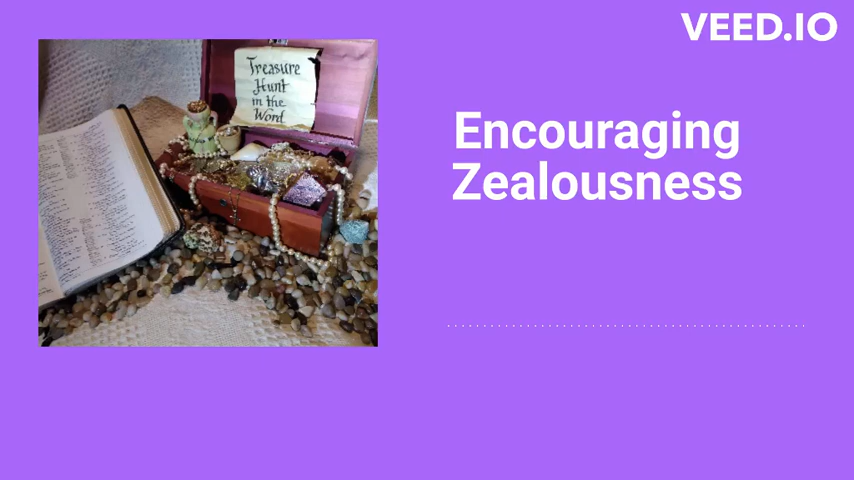 VEED.IO
Treasure
Hunt
in the
Word
Encouraging
Zealousness